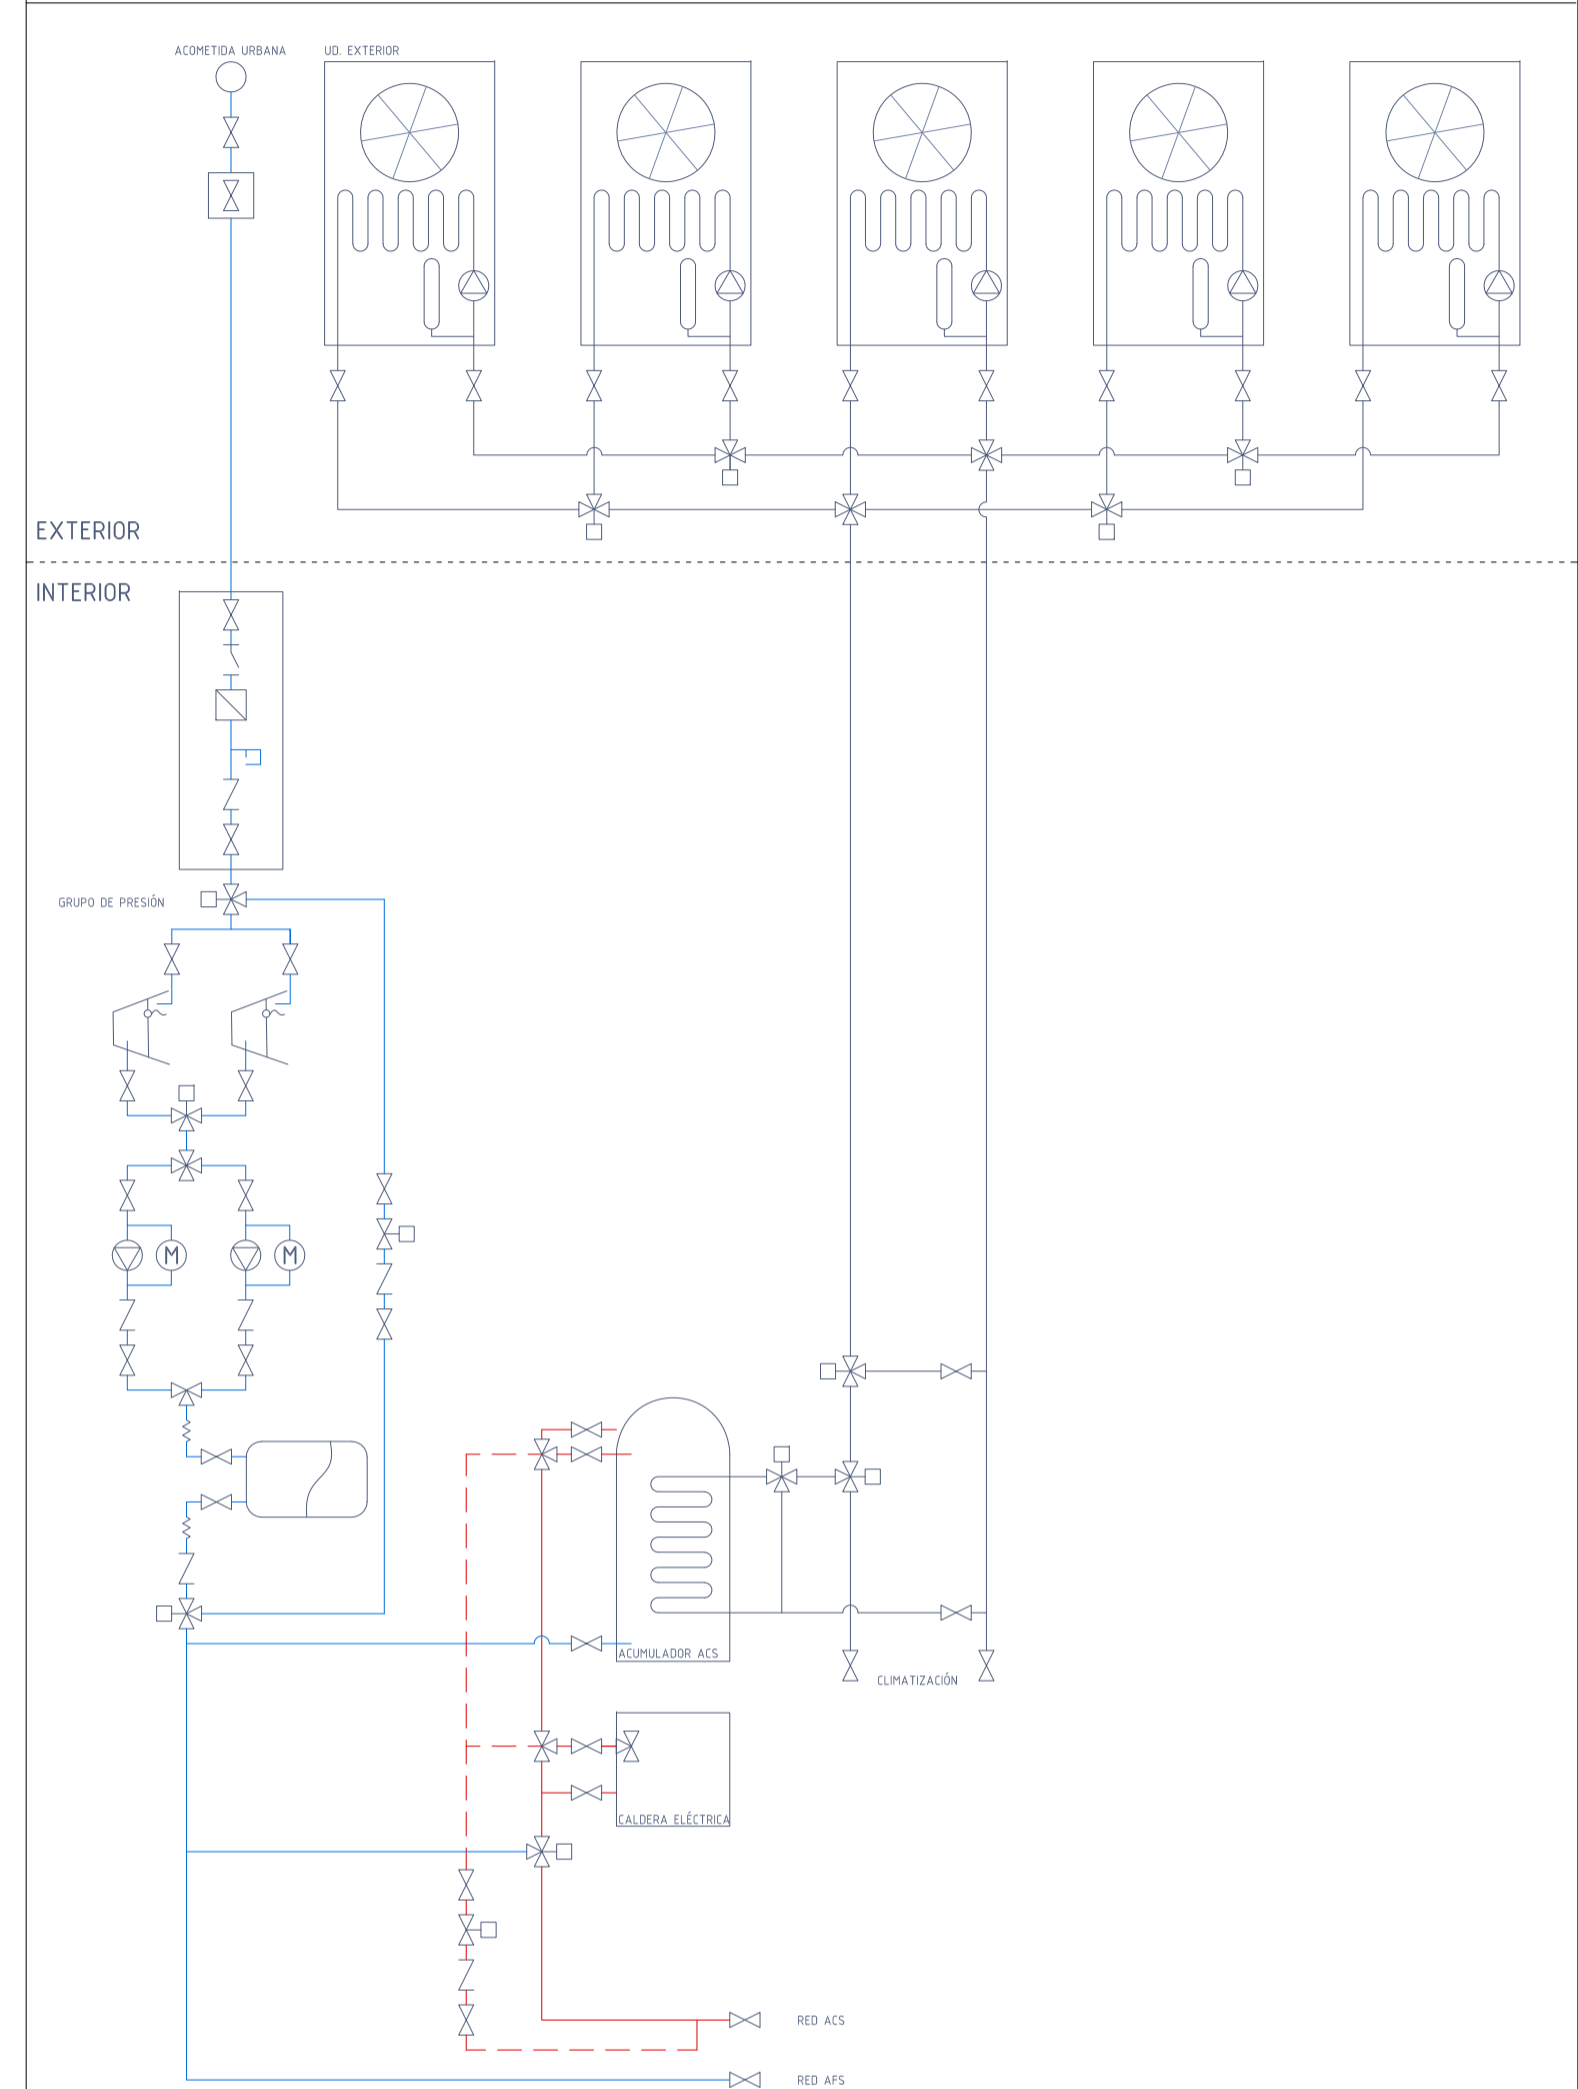 ACOMETIDA URBANA
UD. EXTERIOR
EXTERIOR
INTERIOR
GRUPO DE PRESIÓN
M
M
ACUMULADOR ACS
CLIMATIZACIÓN
CALDERA ELÉCTRICA
RED ACS
RED AFS